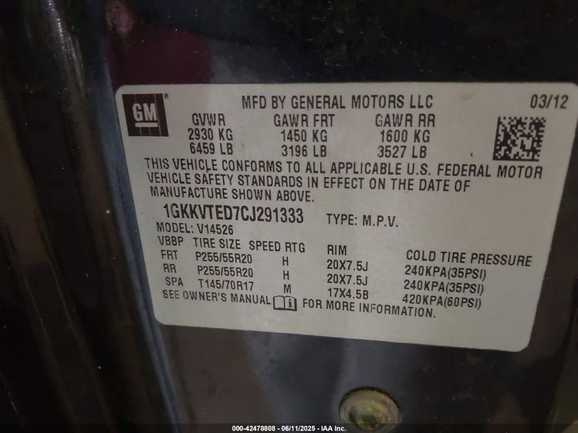 GM
MFD BY GENERAL MOTORS LLC 03/12
GVWR GAWR FRT GAWR RR
2930 KG 1450 KG 1600 KG
6459 LB 3196 LB 3527 LB
THIS VEHICLE CONFORMS TO ALL APPLICABLE U.S. FEDERAL MOTOR
VEHICLE SAFETY STANDARDS IN EFFECT ON THE DATE OF
MANUFACTURE SHOWN ABOVE.
1GKKVTED7CJ291333 TYPE: M.P.V.
MODEL: V14526
VBBP TIRE SIZE SPEED RTG RIM COLD TIRE PRESSURE
FRT P255/55R20 H 20X7.5J 240KPA(35PSI)
RR P255/55R20 H 20X7.5J 240KPA(35PSI)
SPA T145/70R17 M 17X4.5B 420KPA(60PSI)
SEE OWNER'S MANUAL FOR MORE INFORMATION.
000-42478808 - 06/11/2025 - IAA Inc.